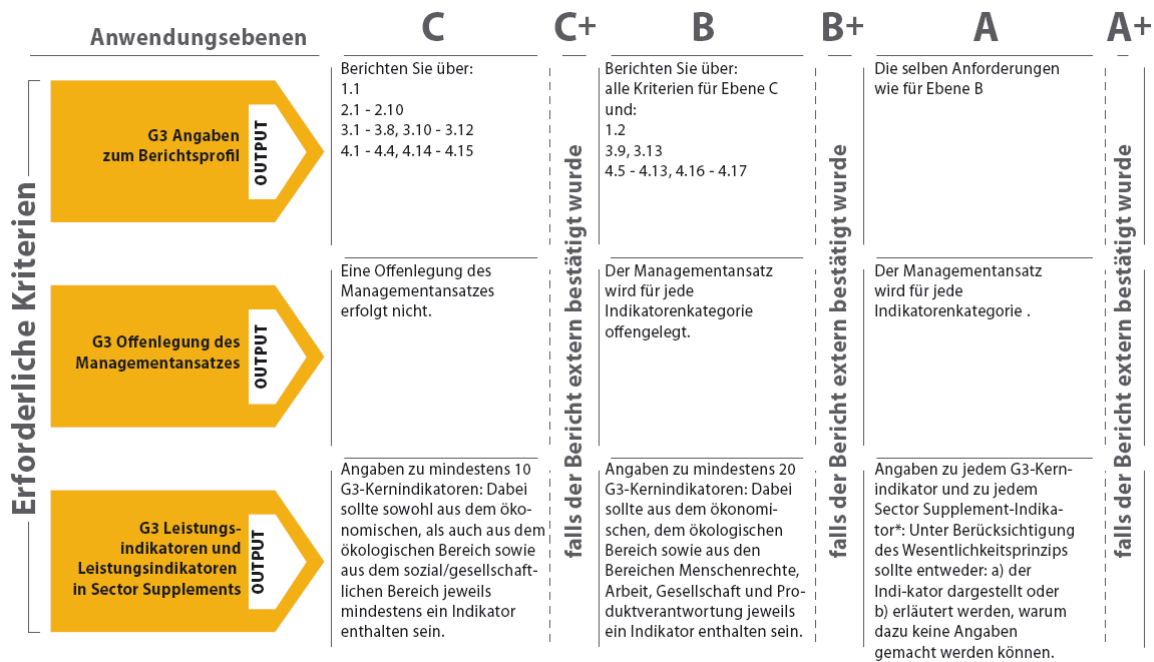 Anwendungsebenen
C
C+
B
B+
A
A+
Erforderliche Kriterien
G3 Angaben
zum Berichtsprofil
OUTPUT
Berichten Sie über:
1.1
2.1 - 2.10
3.1 - 3.8, 3.10 - 3.12
4.1 - 4.4, 4.14 - 4.15
falls der Bericht extern bestätigt wurde
Berichten Sie über:
alle Kriterien für Ebene C
und:
1.2
3.9, 3.13
4.5 - 4.13, 4.16 - 4.17
falls der Bericht extern bestätigt wurde
Die selben Anforderungen
wie für Ebene B
falls der Bericht extern bestätigt wurde
G3 Offenlegung des
Managementansatzes
OUTPUT
Eine Offenlegung des
Managementansatzes
erfolgt nicht.
Der Managementansatz
wird für jede
Indikatorenkategorie
offengelegt.
Der Managementansatz
wird für jede
Indikatorenkategorie .
G3 Leistungs-
indikatoren und
Leistungsindikatoren
in Sector Supplements
OUTPUT
Angaben zu mindestens 10
G3-Kernindikatoren: Dabei
sollte sowohl aus dem öko-
nomischen, als auch aus dem
ökologischen Bereich sowie
aus dem sozial/gesellschaft-
lichen Bereich jeweils
mindestens ein Indikator
enthalten sein.
Angaben zu mindestens 20
G3-Kernindikatoren: Dabei
sollte aus dem ökonomi-
schen, dem ökologischen
Bereich sowie aus den
Bereichen Menschenrechte,
Arbeit, Gesellschaft und Pro-
duktverantwortung jeweils
ein Indikator enthalten sein.
Angaben zu jedem G3-Kern-
indikator und zu jedem
Sector Supplement-Indika-
tor*: Unter Berücksichtigung
des Wesentlichkeitsprinzips
sollte entweder: a) der
Indi-kator dargestellt oder
b) erläutert werden, warum
dazu keine Angaben
gemacht werden können.